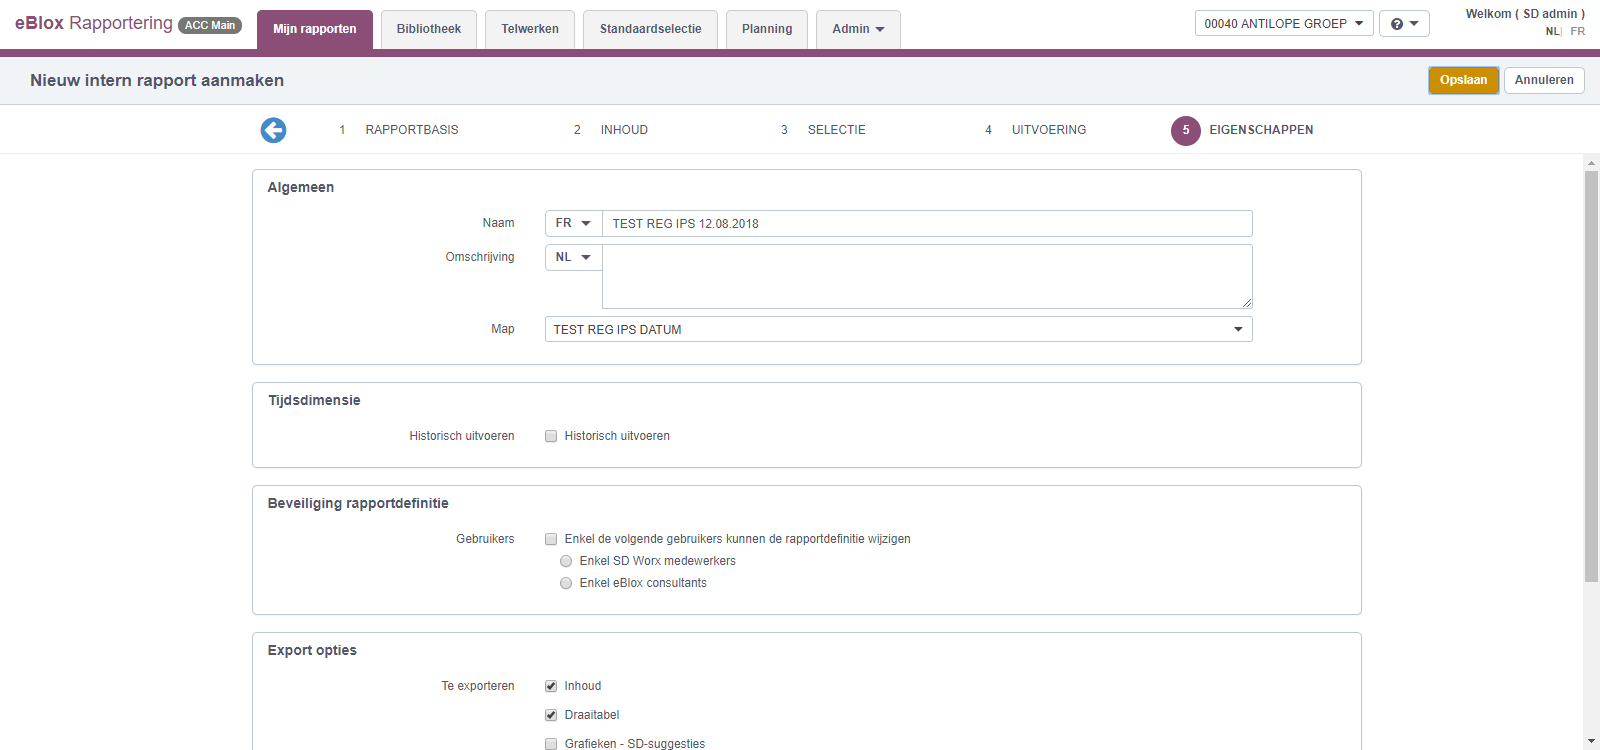 eBlox Rapportering ACC Main Mijn rapporten Bibliotheek Telwerken Standaardselectie Planning Admin 00040 ANTILOPE GROEP ? Welkom ( SD admin )
NL| FR
Nieuw intern rapport aanmaken Opslaan Annuleren
1 RAPPORTBASIS 2 INHOUD 3 SELECTIE 4 UITVOERING 5 EIGENSCHAPPEN
Algemeen
Naam FR TEST REG IPS 12.08.2018
Omschrijving NL
Map TEST REG IPS DATUM
Tijdsdimensie
Historisch uitvoeren Historisch uitvoeren
Beveiliging rapportdefinitie
Gebruikers Enkel de volgende gebruikers kunnen de rapportdefinitie wijzigen
Enkel SD Worx medewerkers
Enkel eBlox consultants
Export opties
Te exporteren Inhoud
Draaitabel
Grafieken - SD-suggesties